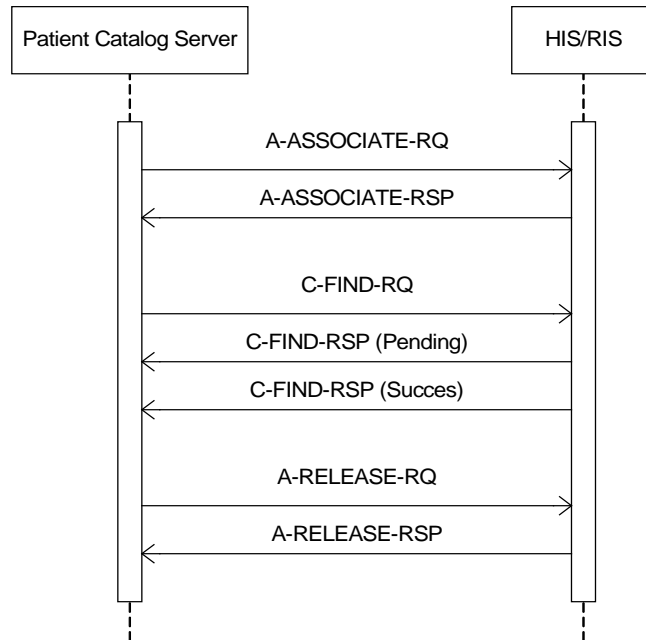 Patient Catalog Server
HIS/RIS
A-ASSOCIATE-RQ
A-ASSOCIATE-RSP
C-FIND-RQ
C-FIND-RSP (Pending)
C-FIND-RSP (Succes)
A-RELEASE-RQ
A-RELEASE-RSP